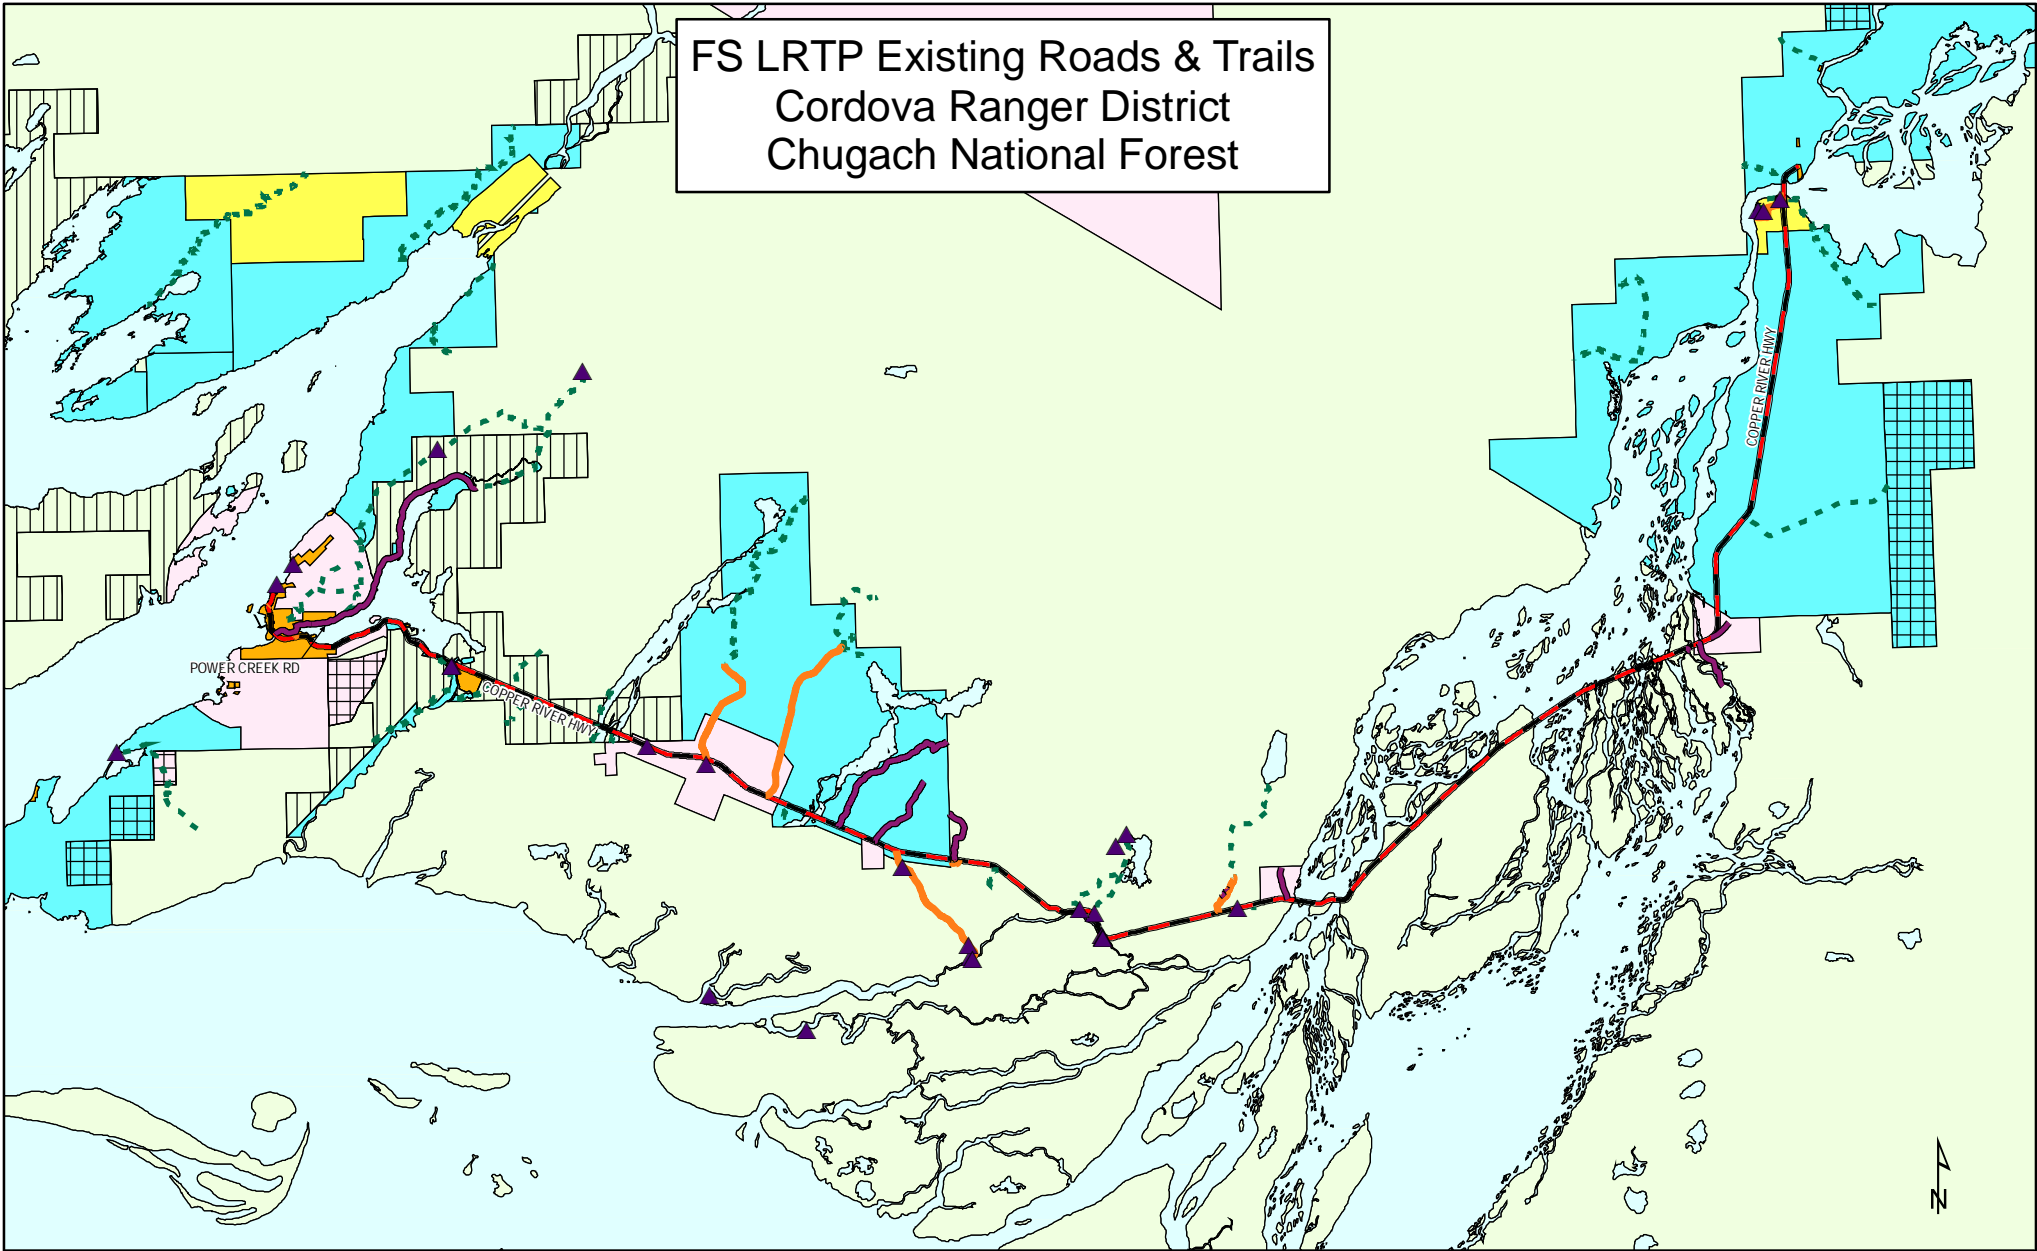 FS LRTP Existing Roads & Trails
Cordova Ranger District
Chugach National Forest
COPPER RIVER HWY
POWER CREEK RD
COPPER RIVER HWY
N